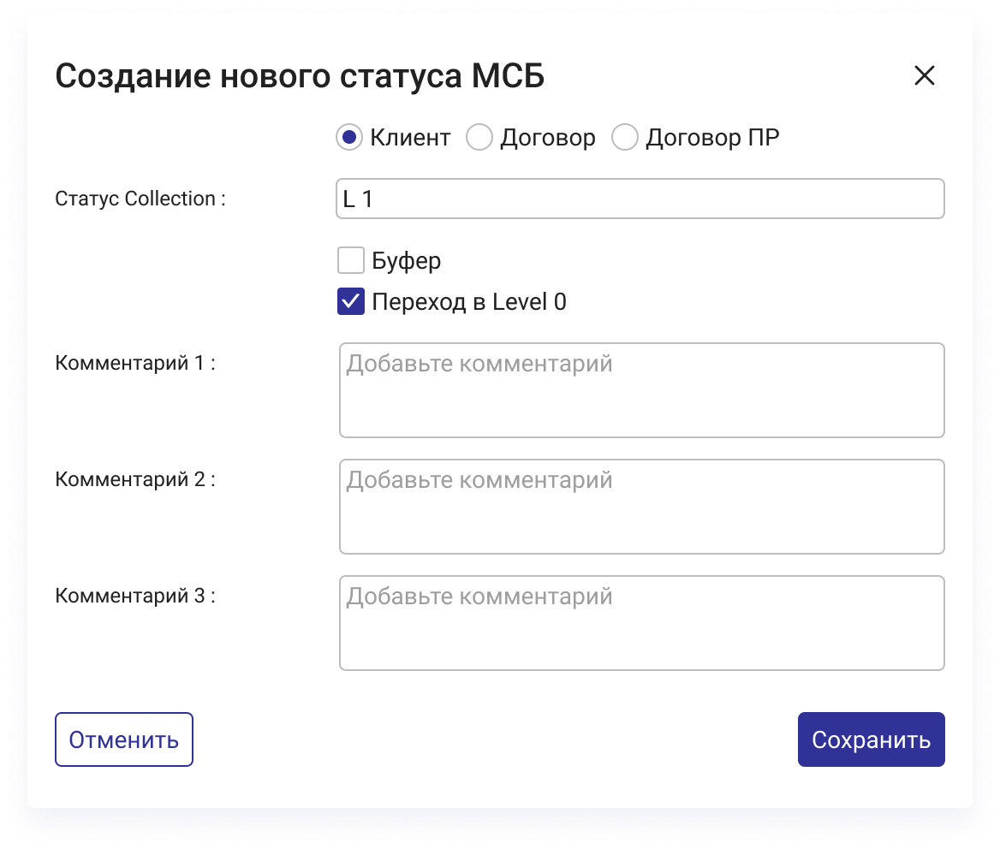 Создание нового статуса МСБ
Клиент Договор Договор ПР
Статус Collection : L 1
Буфер
Переход в Level 0
Комментарий 1 : Добавьте комментарий
Комментарий 2 : Добавьте комментарий
Комментарий 3 : Добавьте комментарий
Отменить Сохранить